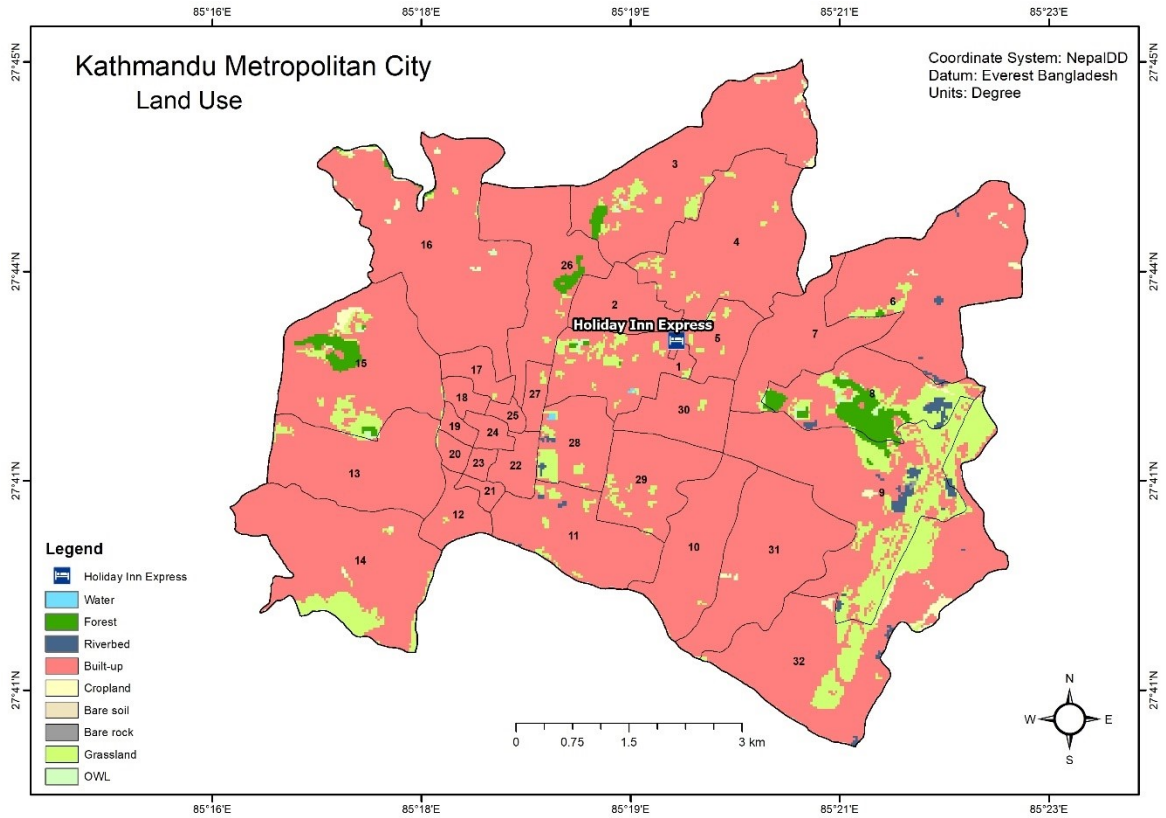 85°16'E 85°18'E 85°19'E 85°21'E 85°23'E
27°45'N 27°45'N
Kathmandu Metropolitan City
Land Use
Coordinate System: NepalDD
Datum: Everest Bangladesh
Units: Degree
3
4
16
26
27°44'N 27°44'N
6
2
Holiday Inn Express
7
5
15
1
17
8
18 27
30
25
19 24
28
20 23 22
13 29 27°41'N 27°41'N
21
9
12
11
10 31
Legend
14
Holiday Inn Express
Water
Forest
Riverbed
Built-up
32
Cropland
27°41'N 27°41'N
Bare soil
Bare rock
Grassland
OWL
N
W E
S
0 0.75 1.5 3 km
85°16'E 85°18'E 85°19'E 85°21'E 85°23'E